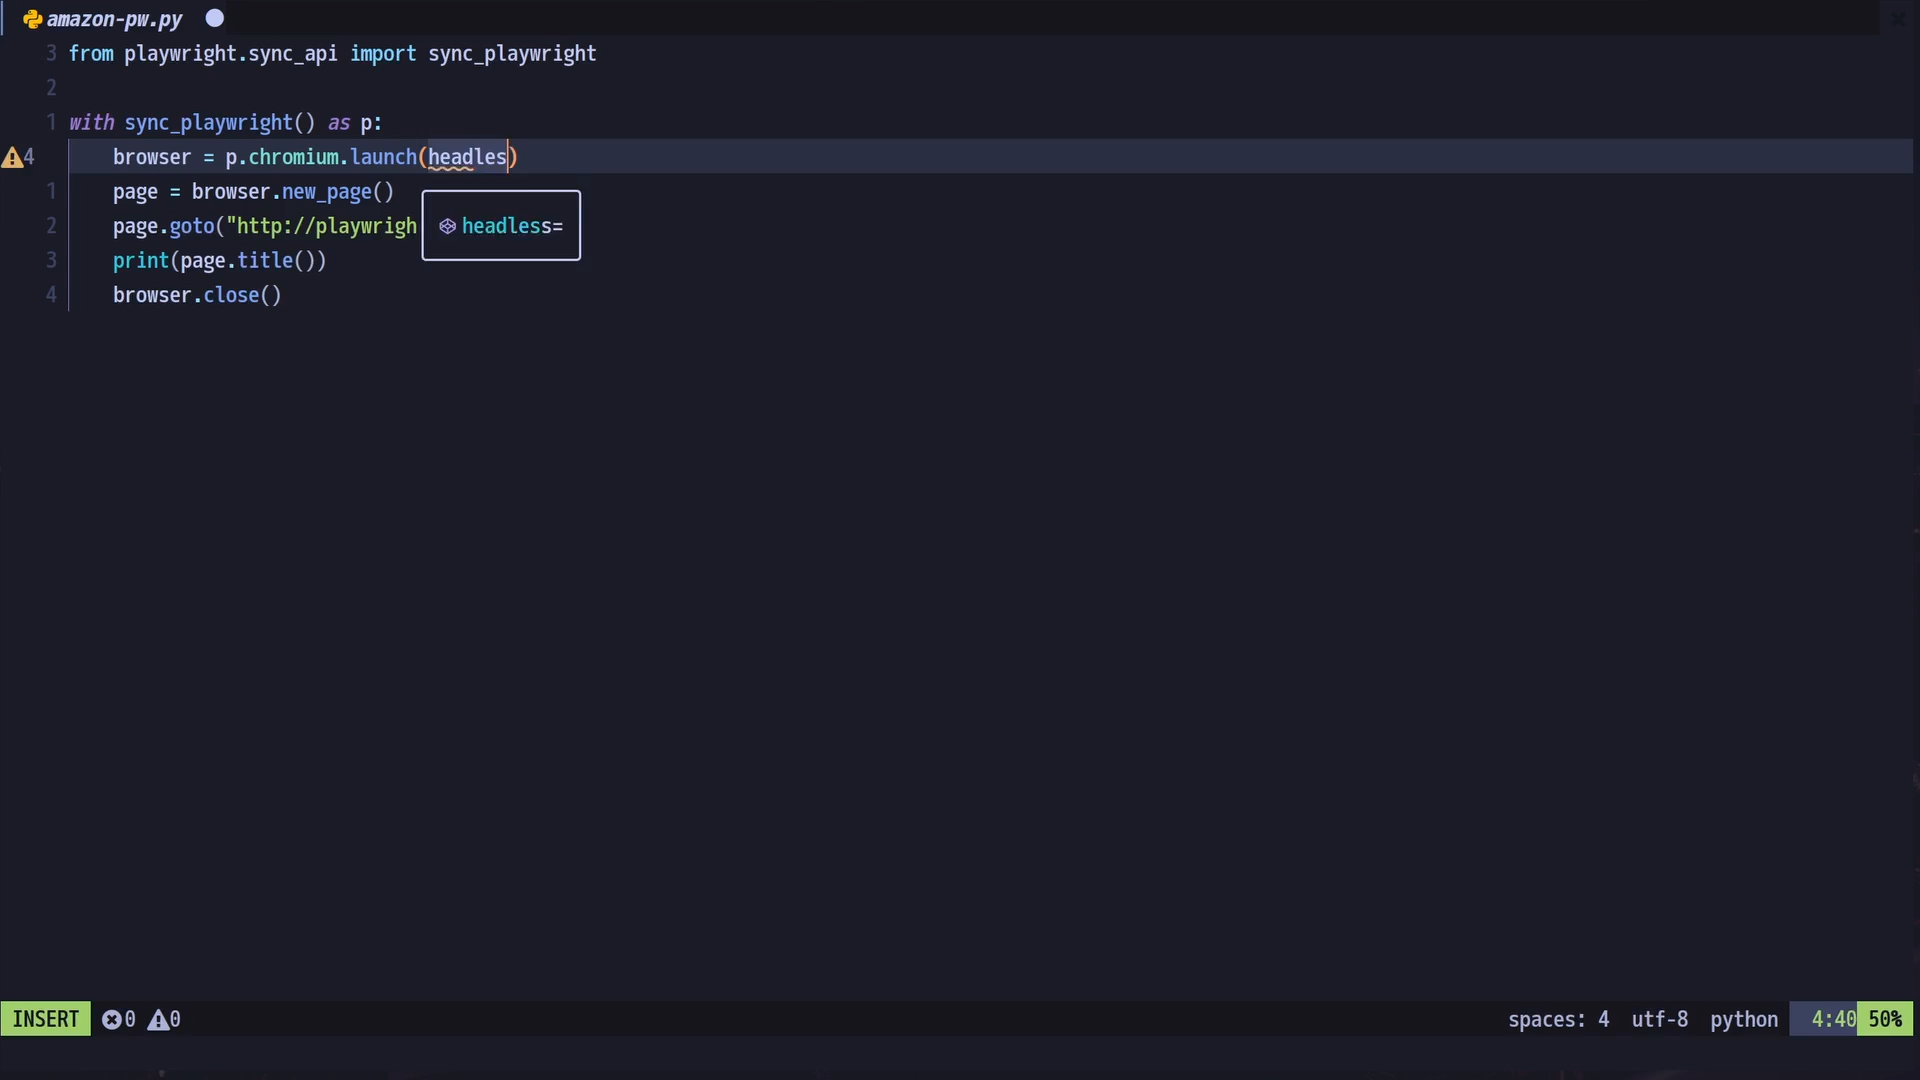 amazon-pw.py
3 from playwright.sync_api import sync_playwright
2
1 with sync_playwright() as p:
4 browser = p.chromium.launch(headles)
1 page = browser.new_page()
2 page.goto("http://playwrigh
headless=
3 print(page.title())
4 browser.close()
INSERT 0 0 spaces: 4 utf-8 python 4:40 50%